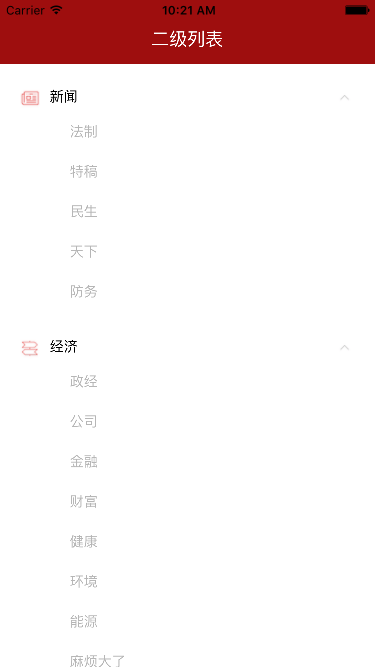 Carrier 10:21 AM
二级列表
新闻
法制
特稿
民生
天下
防务
经济
政经
公司
金融
财富
健康
环境
能源
麻烦大了